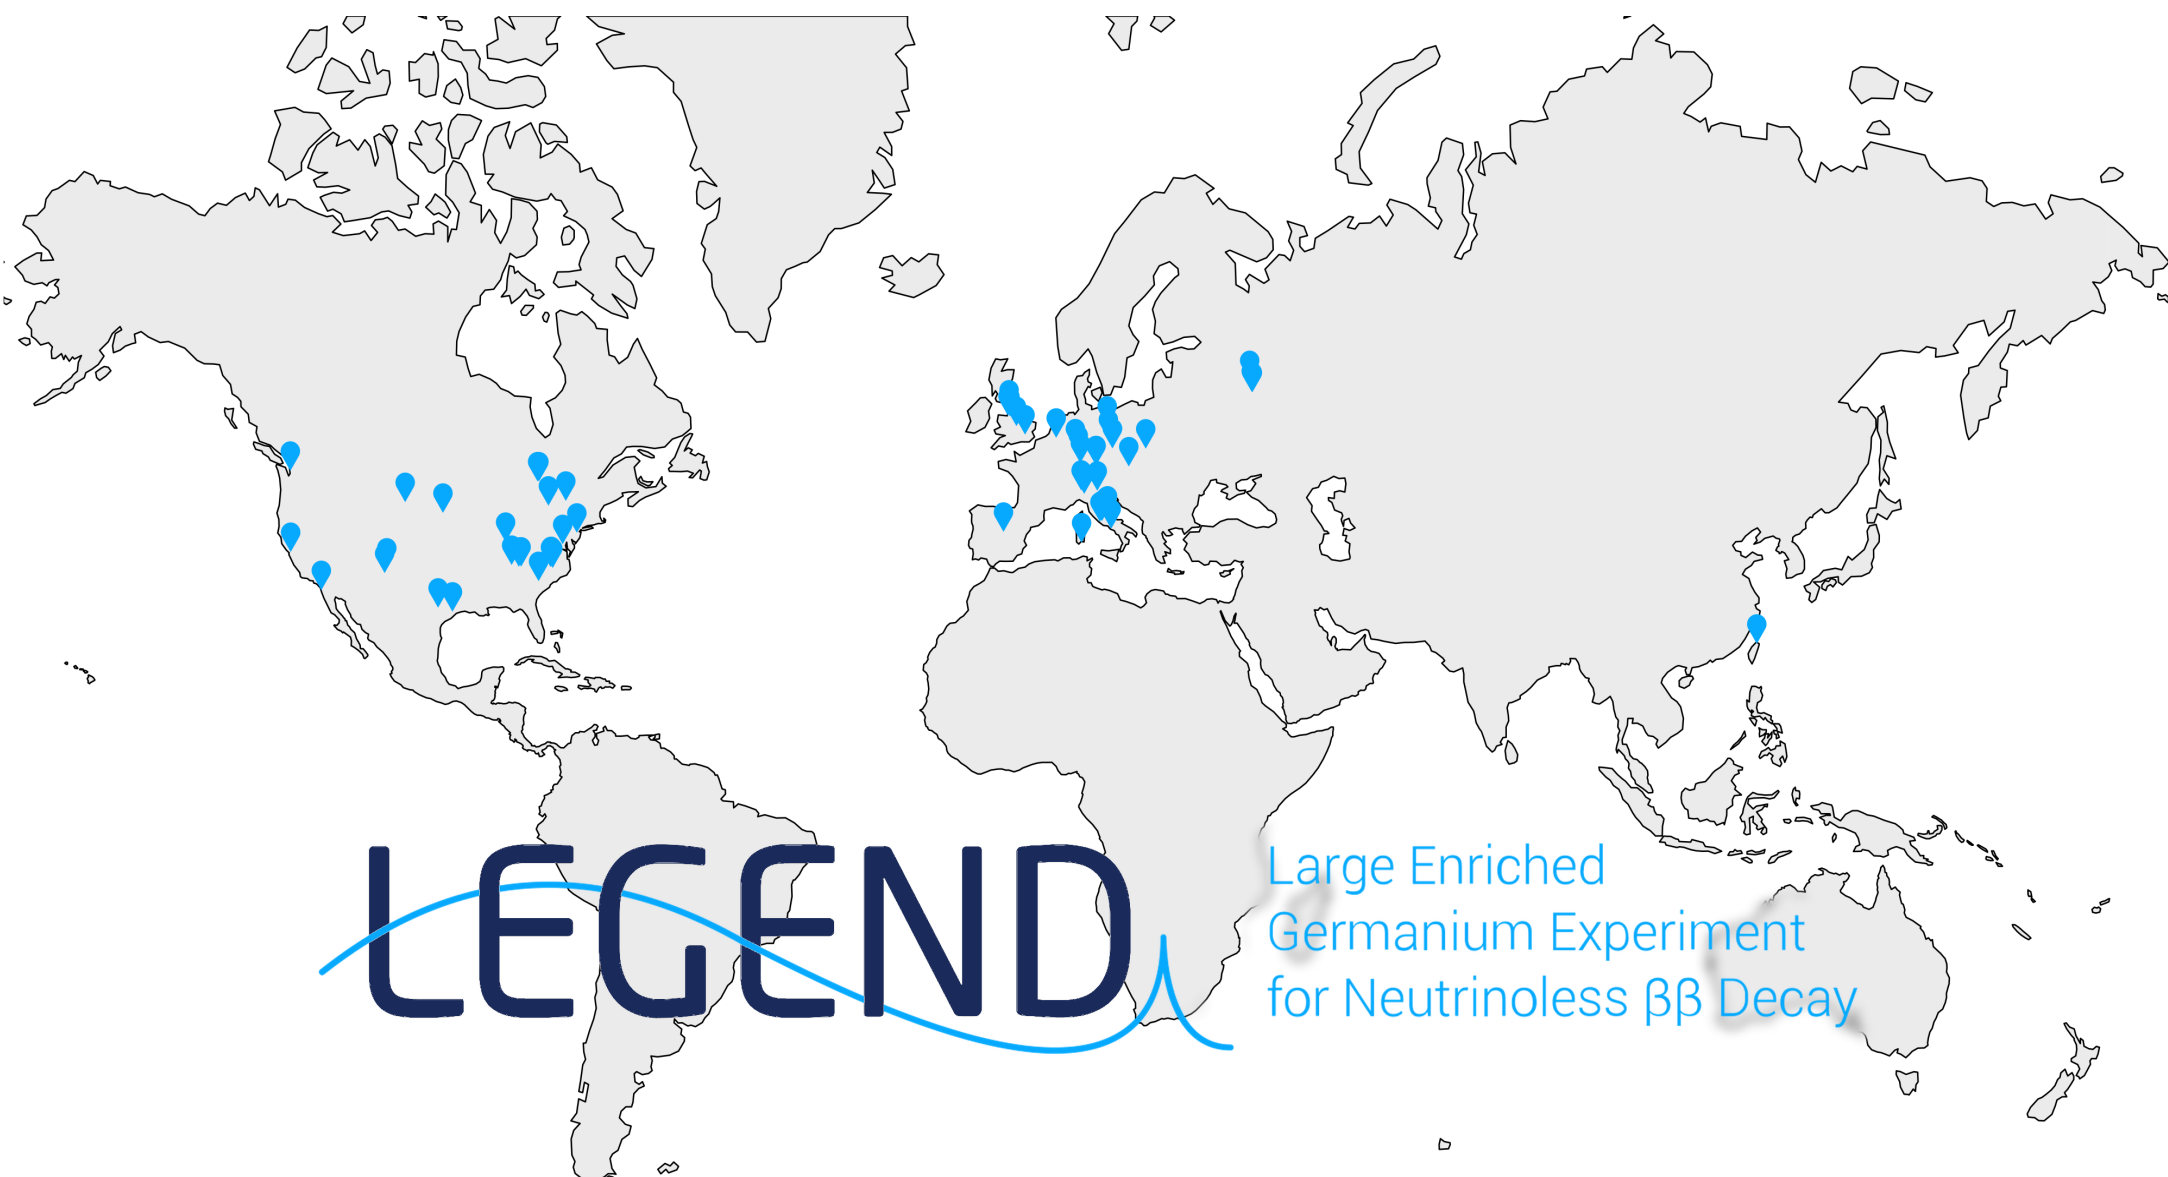 LEGEND
Large Enriched
Germanium Experiment
for Neutrinoless ββ Decay